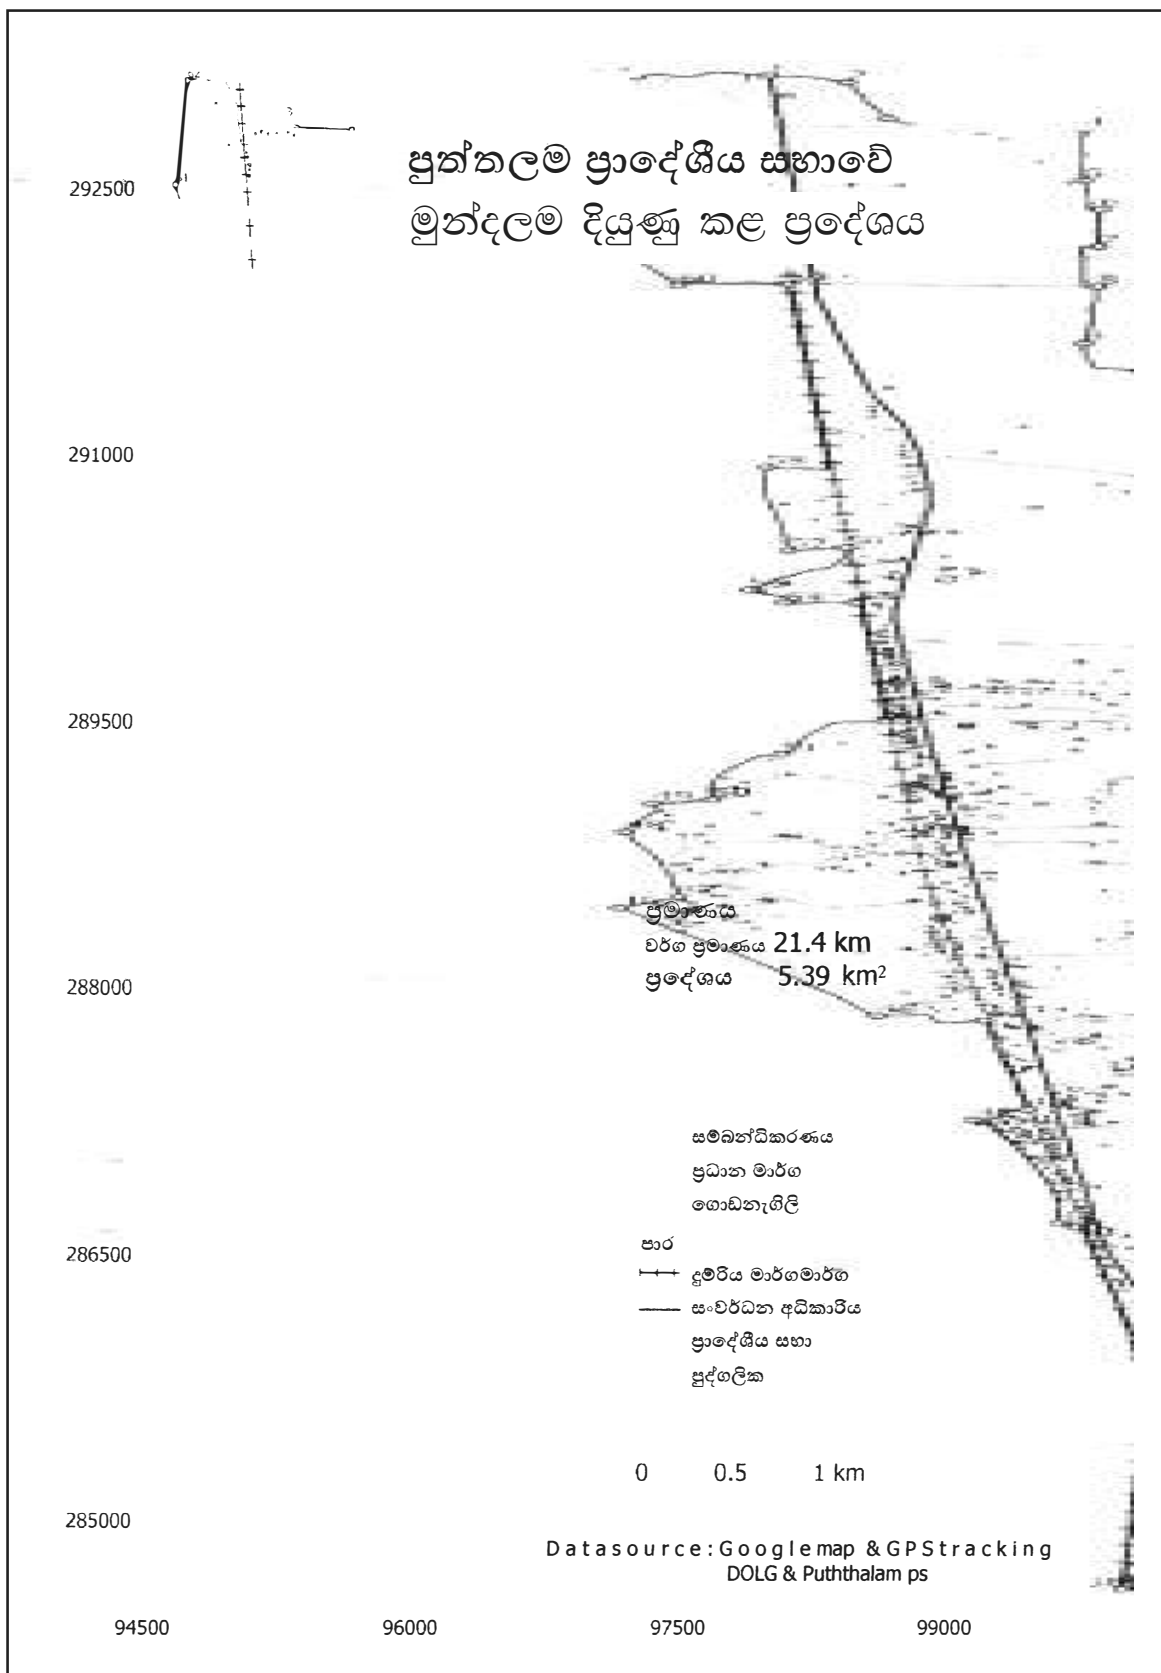 පුත්තලම ප්‍රාදේශීය සභාවේ
මුන්දලම දියුණු කළ ප්‍රදේශය
292500
291000
289500
ප්‍රමාණය
වර්ග ප්‍රමාණය 21.4 km
ප්‍රදේශය 5.39 km²
288000
සම්බන්ධිකරණය
ප්‍රධාන මාර්ග
ගොඩනැගිලි
පාර
286500
දුම්රිය මාර්ගමාර්ග
සංවර්ධන අධිකාරිය
ප්‍රාදේශීය සභා
පුද්ගලික
0 0.5 1 km
285000
Datasource: Googlemap & GPStracking
DOLG & Puththalam ps
94500 96000 97500 99000